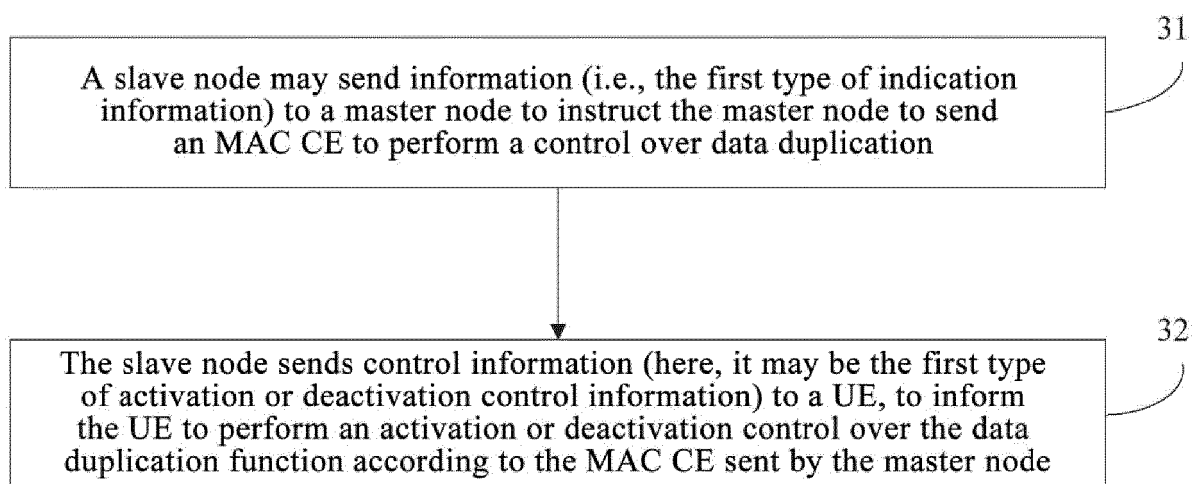 31
A slave node may send information (i.e., the first type of indication
information) to a master node to instruct the master node to send
an MAC CE to perform a control over data duplication
32
The slave node sends control information (here, it may be the first type
of activation or deactivation control information) to a UE, to inform
the UE to perform an activation or deactivation control over the data
duplication function according to the MAC CE sent by the master node